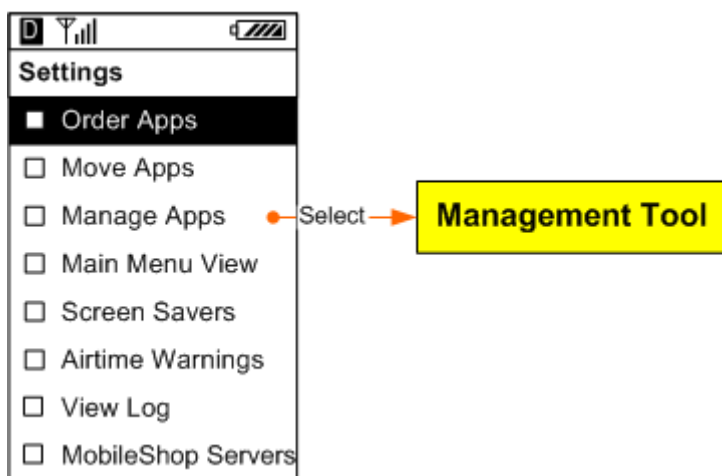 D
Settings
Order Apps
Move Apps
Manage Apps
Select
Management Tool
Main Menu View
Screen Savers
Airtime Warnings
View Log
MobileShop Servers